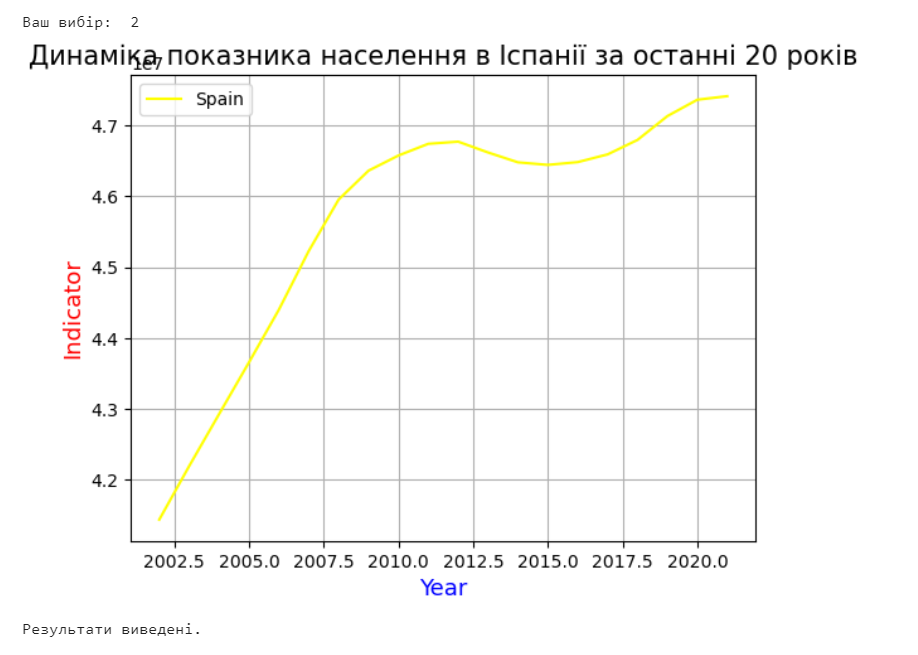 Ваш вибір: 2
Динаміка показника населення в Іспанії за останні 20 років
1e7
Spain
4.7
4.6
4.5
4.4
4.3
4.2
Indicator
2002.5 2005.0 2007.5 2010.0 2012.5 2015.0 2017.5 2020.0
Year
Результати виведені.